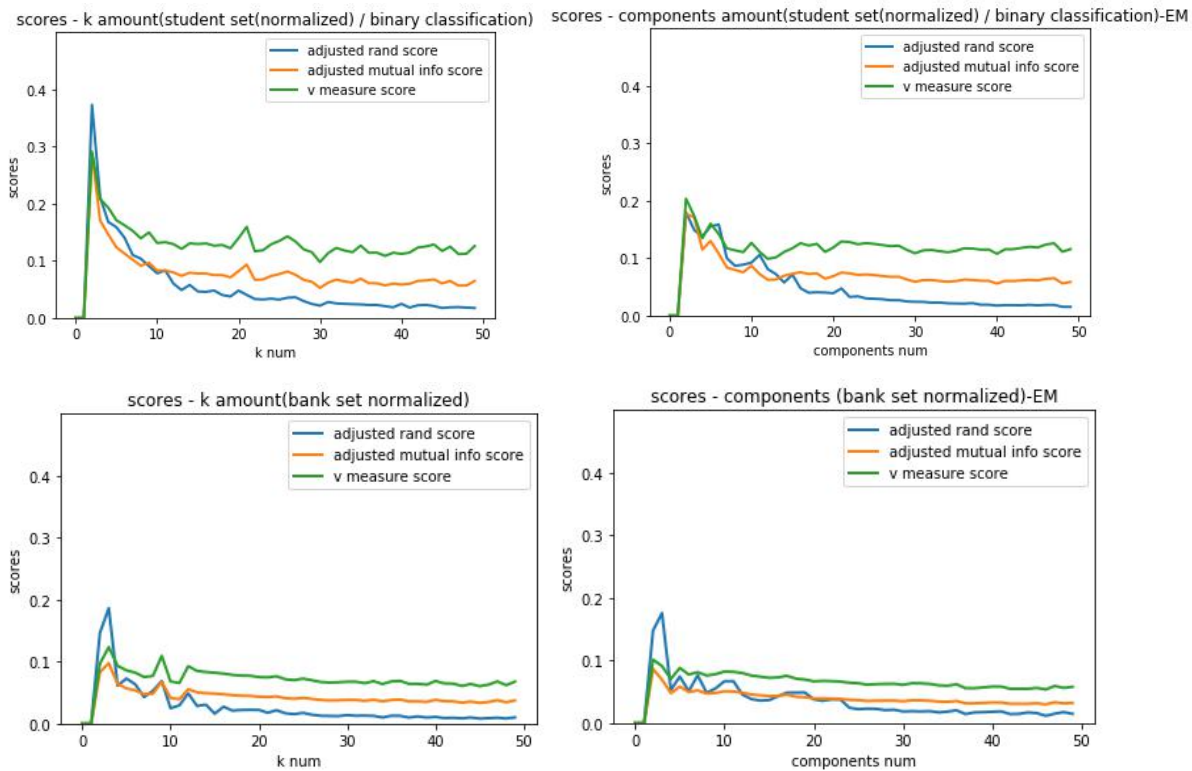 scores - k amount(student set(normalized) / binary classification)
adjusted rand score
adjusted mutual info score
v measure score
0.4
0.3
0.2
0.1
0.0
scores
0 10 20 30 40 50
k num
scores - components amount(student set(normalized) / binary classification)-EM
adjusted rand score
adjusted mutual info score
v measure score
0.4
0.3
0.2
0.1
0.0
scores
0 10 20 30 40 50
components num
scores - k amount(bank set normalized)
adjusted rand score
adjusted mutual info score
v measure score
0.4
0.3
0.2
0.1
0.0
scores
0 10 20 30 40 50
k num
scores - components (bank set normalized)-EM
adjusted rand score
adjusted mutual info score
v measure score
0.4
0.3
0.2
0.1
0.0
scores
0 10 20 30 40 50
components num